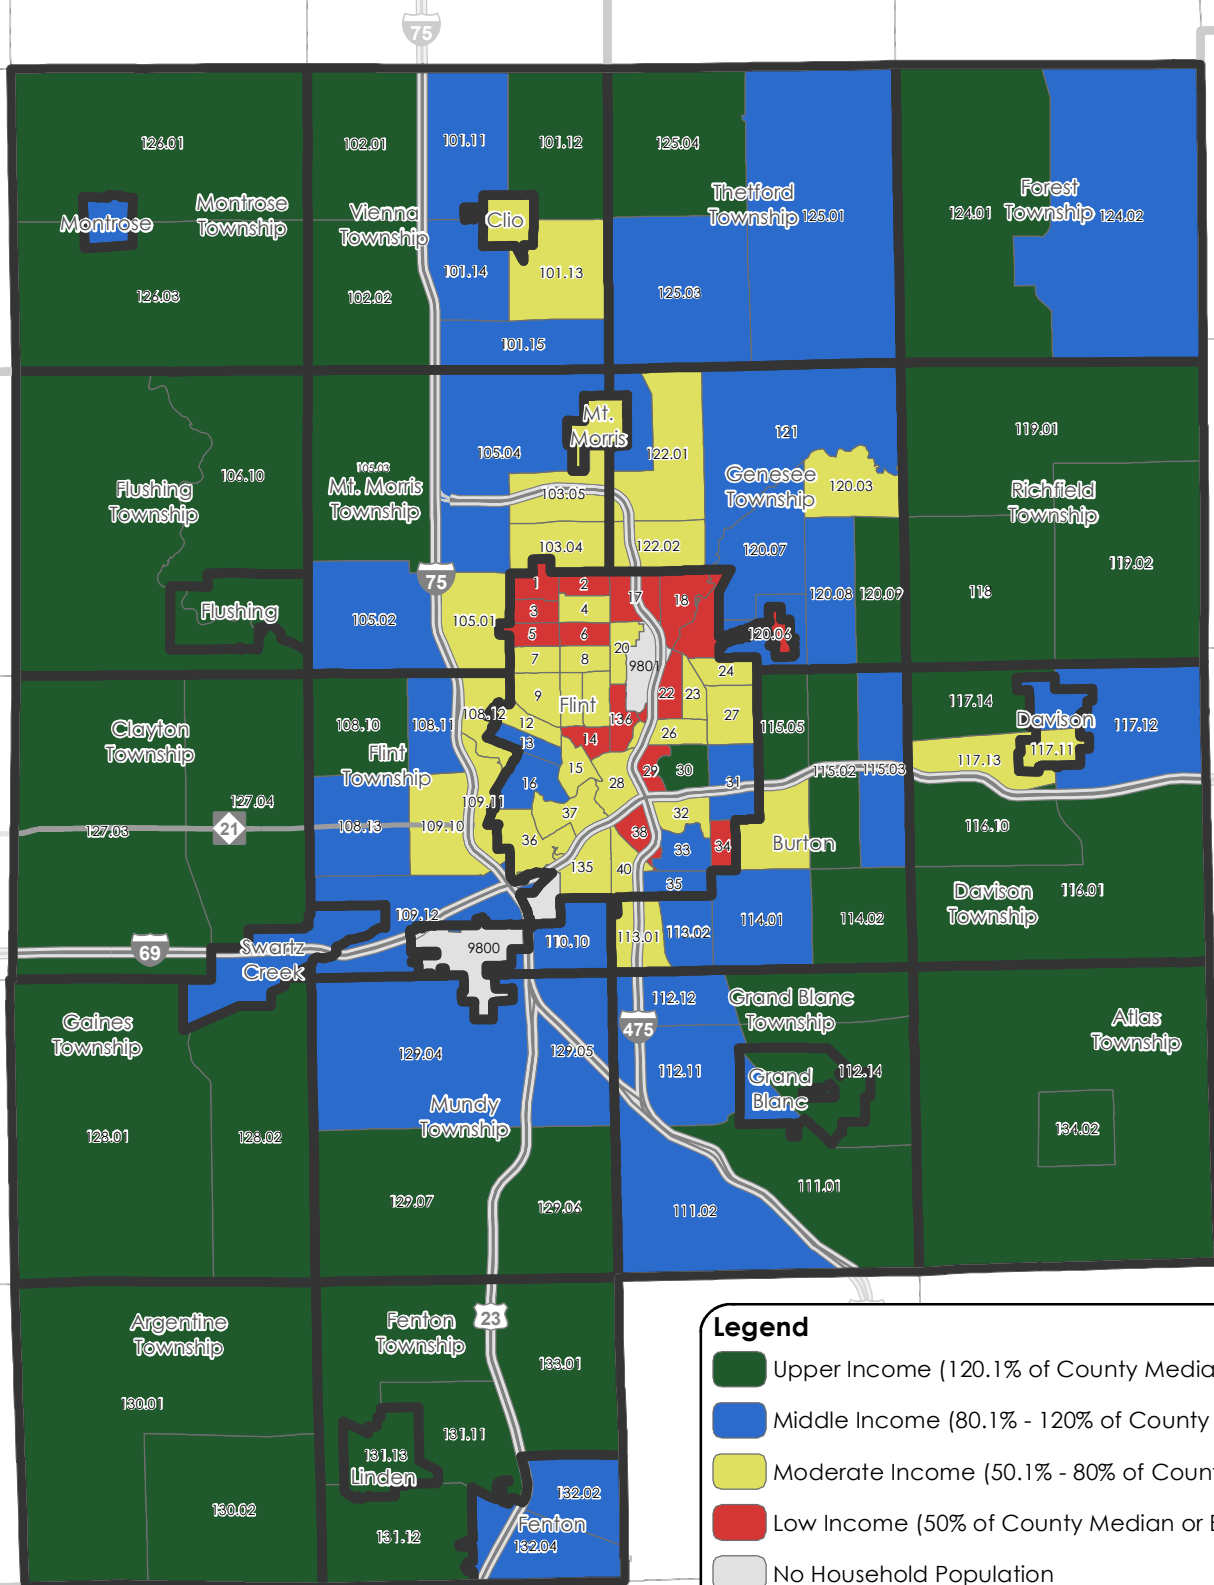 75
126.01
102.01
101.11
101.12
125.04
Montrose
Montrose
Township
Vienna
Township
Clio
Thetford
Township
125.01
124.01
Forest
Township
124.02
126.03
102.02
101.14
101.13
125.03
101.15
Mt.
Morris
105.04
122.01
121
119.01
106.10
Flushing
Township
105.03
Mt. Morris
Township
103.05
Genesee
Township
120.03
Richfield
Township
103.04
122.02
120.07
119.02
75
Flushing
105.02
105.01
1
2
3
4
5
6
7
8
17
18
20
9801
120.06
120.08
120.09
118
Clayton
Township
108.10
108.11
108.12
Flint
Township
9
Flint
12
13
14
136
22
23
24
26
27
115.05
117.14
Davison
117.12
117.11
117.13
127.04
127.03
21
108.13
109.10
109.11
15
16
28
29
30
31
115.02
115.03
36
37
38
32
33
34
Burton
116.10
135
40
35
Davison
Township
116.01
69
Swartz
Creek
109.12
9800
110.10
113.01
113.02
114.01
114.02
Gaines
Township
475
112.12
Grand Blanc
Township
Atlas
Township
129.04
129.05
112.11
Grand
Blanc
112.14
Mundy
Township
128.01
128.02
134.02
129.07
129.06
111.02
111.01
Argentine
Township
Fenton
Township
23
133.01
130.01
131.11
131.13
Linden
130.02
131.12
132.02
Fenton
132.04
Legend
Upper Income (120.1% of County Media
Middle Income (80.1% - 120% of County
Moderate Income (50.1% - 80% of Coun
Low Income (50% of County Median or
No Household Population